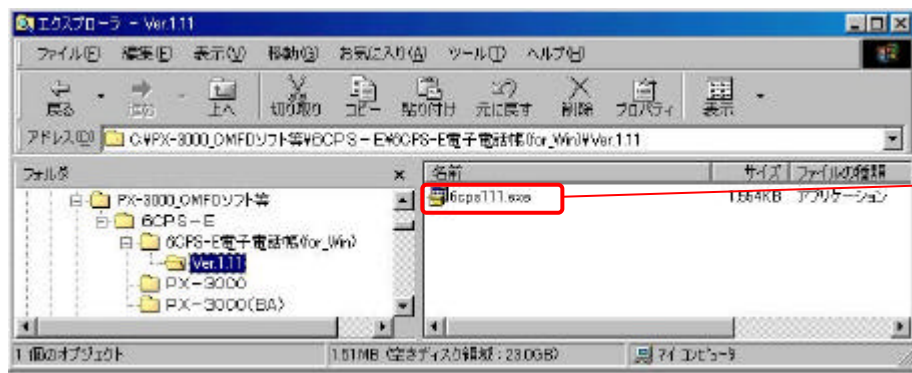 エクスプローラ - Ver.1.11
ファイル(F) 編集(E) 表示(V) 移動(G) お気に入り(A) ツール(T) ヘルプ(H)
戻る 進む 上へ 切り取り コピー 貼り付け 元に戻す 削除 プロパティ 表示
アドレス(D) C:¥PX-3000_OMFDソフト等¥6CPS-E¥6CPS-E電子電話帳(for_Win)¥Ver.1.11
フォルダ
名前 サイズ ファイルの種類
PX-3000_OMFDソフト等
6cps111.exe 1,554KB アプリケーション
6CPS-E
6CPS-E電子電話帳(for_Win)
Ver.1.11
PX-3000
PX-3000(BA)
1 個のオブジェクト 1.51MB (空きディスク領域 : 23.0GB) マイ コンピュータ